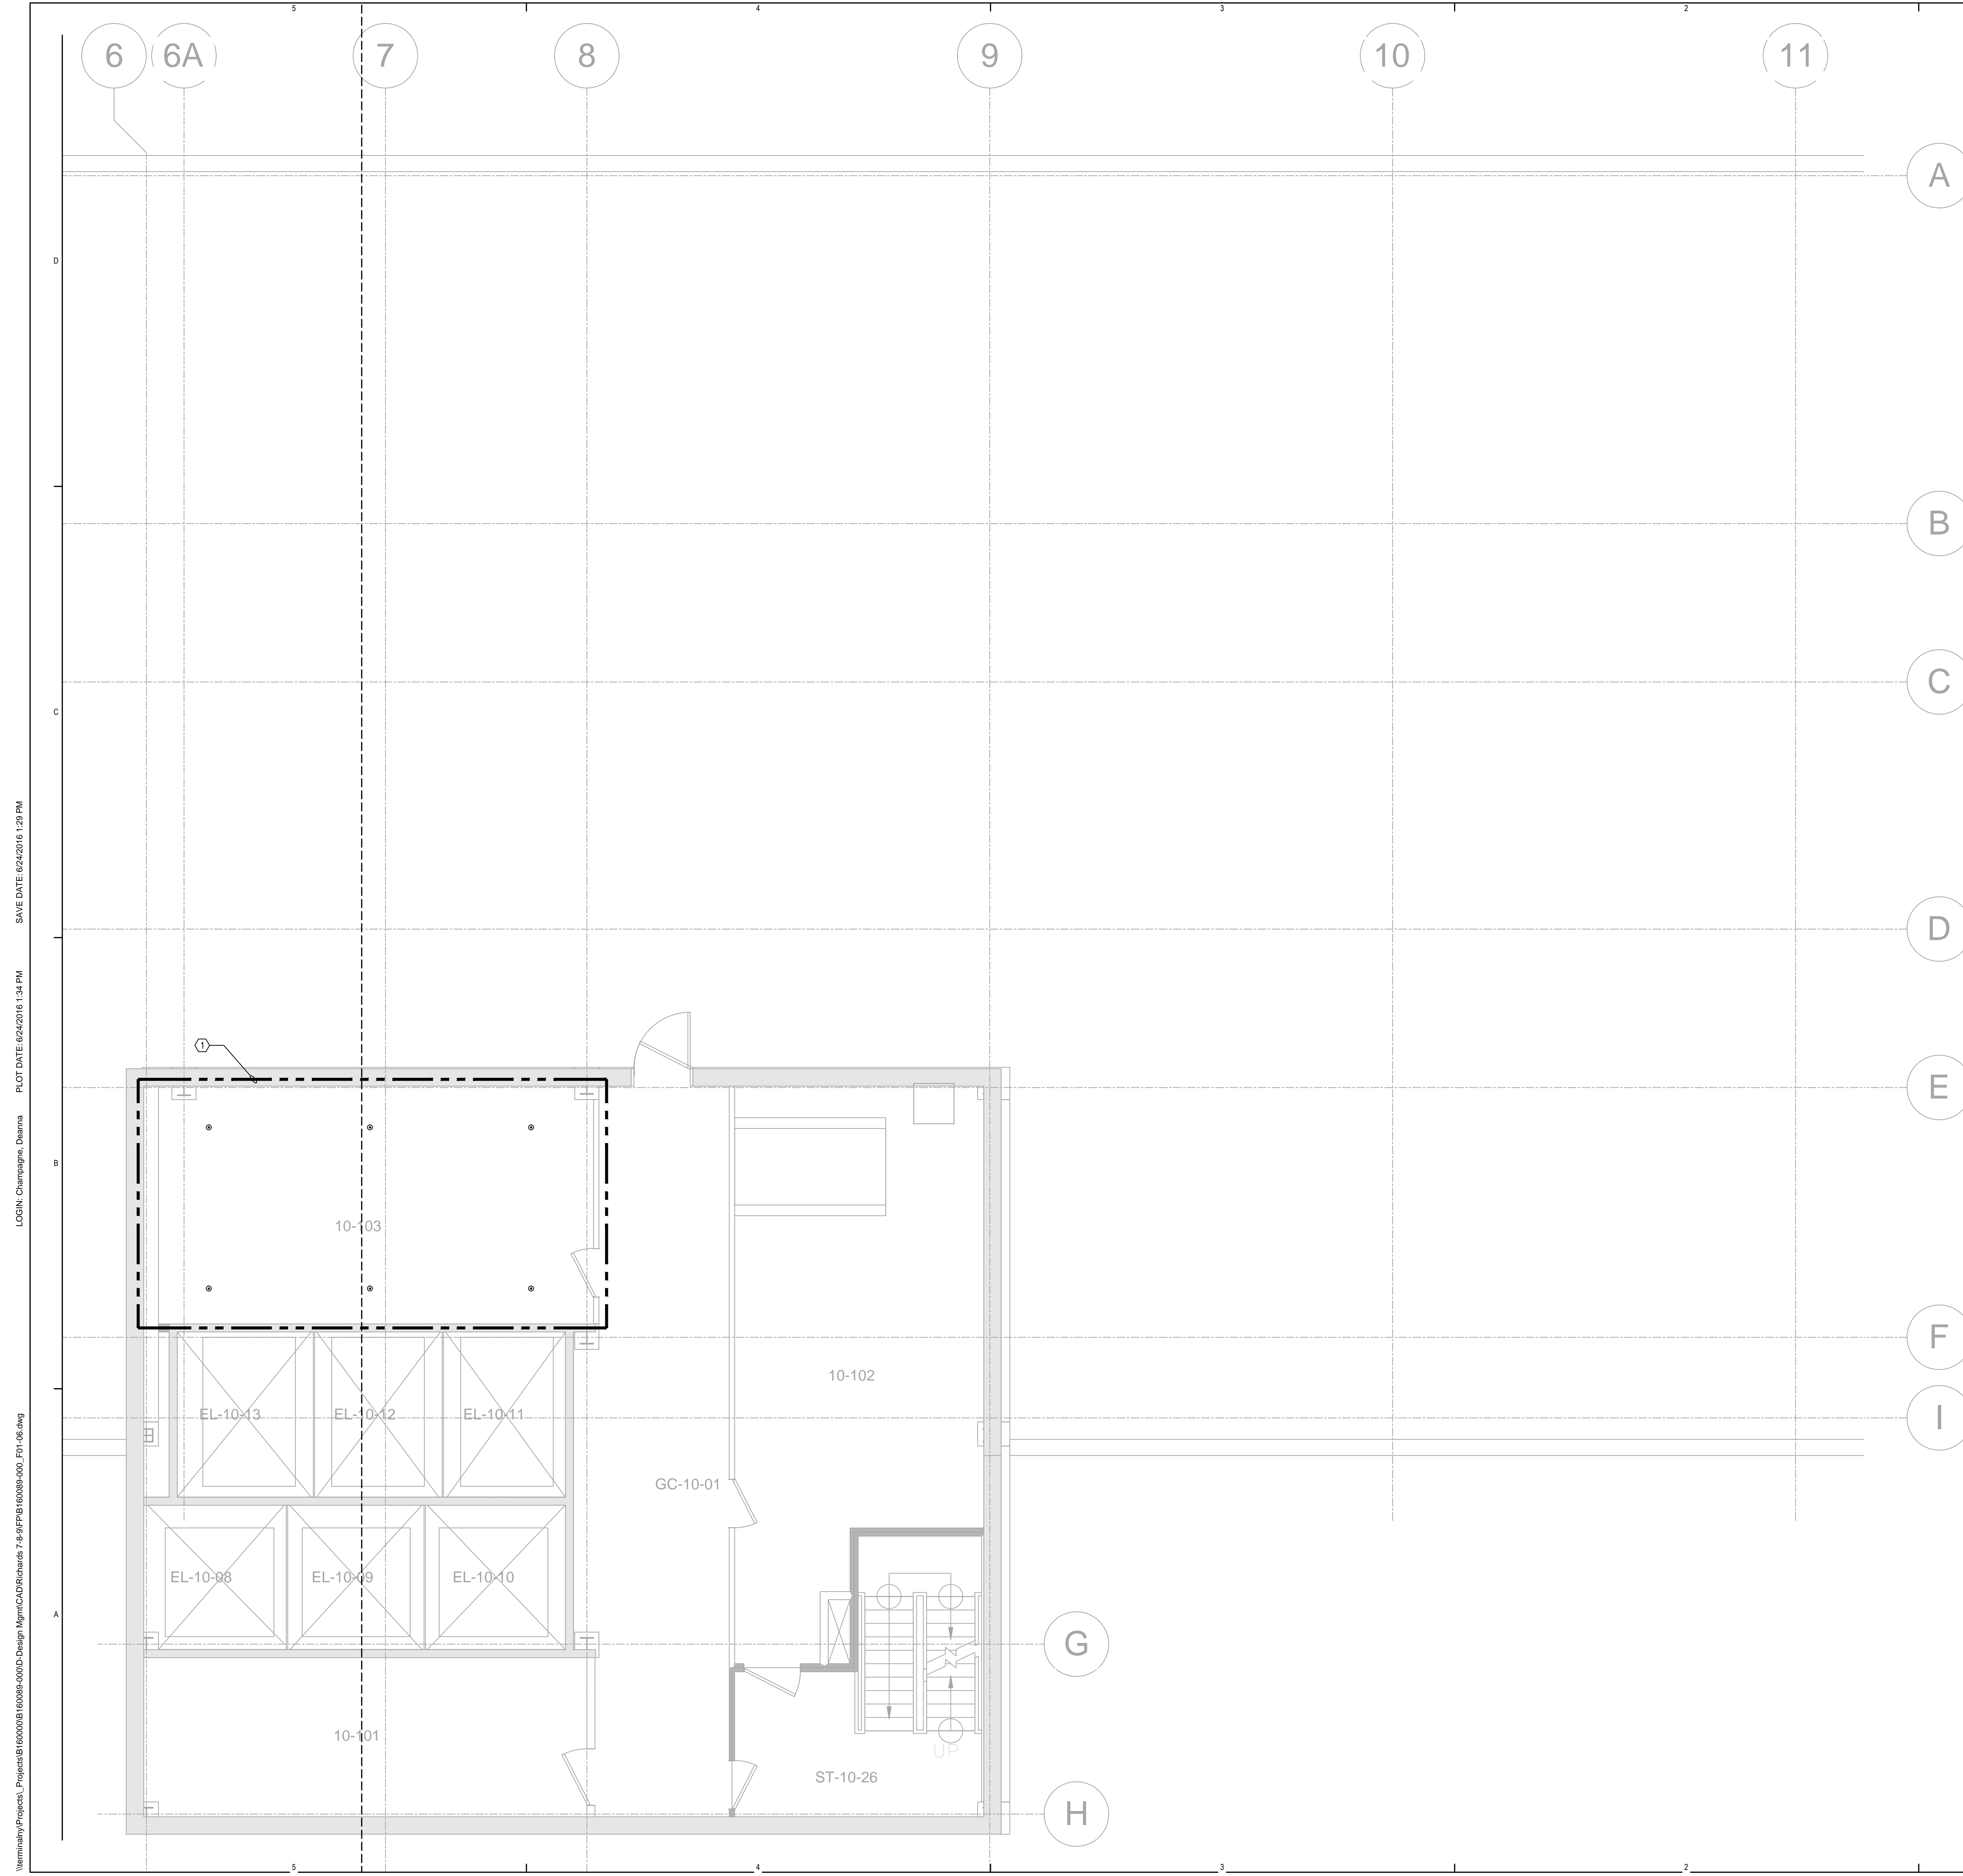 5 4 3 2
6 6A 7 8 9 10 11
A
D
B
C
C
D
1
E
B
10-103
F
10-102
I
EL-10-13 EL-10-12 EL-10-11
GC-10-01
EL-10-08 EL-10-09 EL-10-10
A
G
10-101
UP
ST-10-26
H
5 4 3 2
SAVE DATE: 6/24/2016 1:29 PM
PLOT DATE: 6/24/2016 1:34 PM
LOGIN: Champagne, Deanna
\\terminalny\Projects\_Projects\B160000\B160089-000\D-Design Mgmt\CAD\Richards 7-8-9\FP\B160089-000_F01-06.dwg